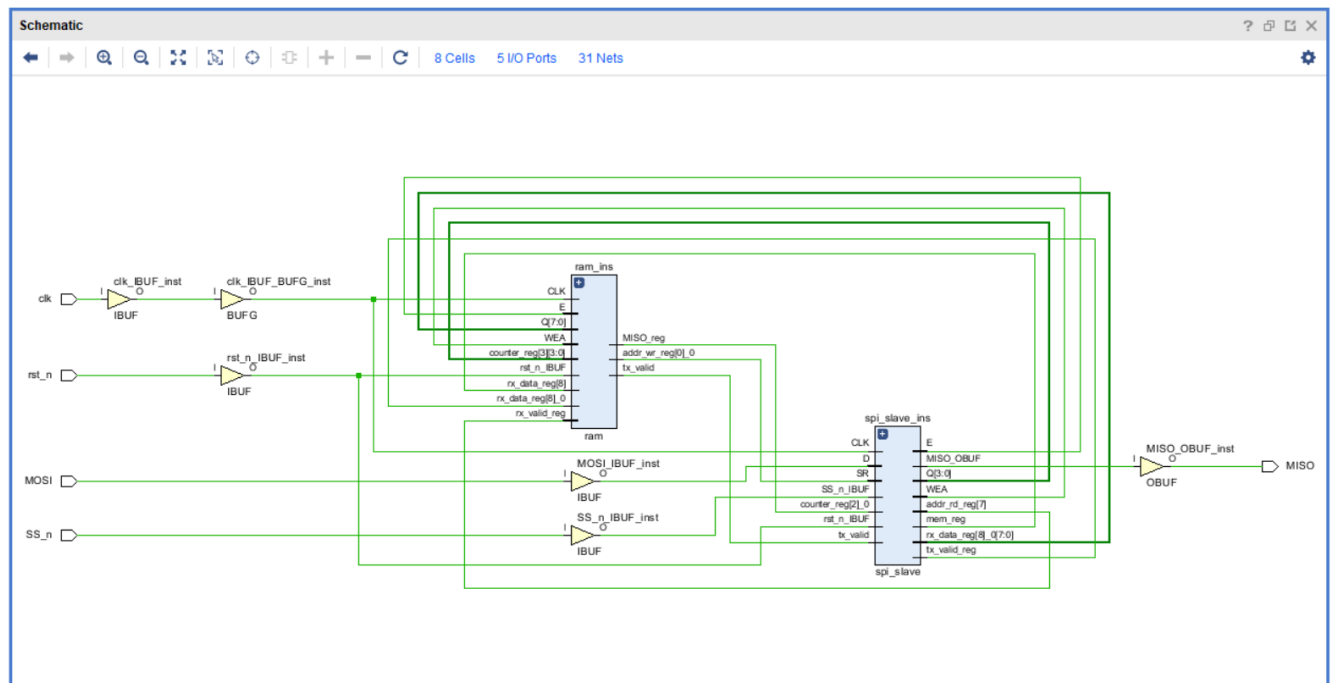 Schematic
8 Cells
5 I/O Ports
31 Nets
clk
clk_IBUF_inst
I
O
IBUF
clk_IBUF_BUFG_inst
I
O
BUFG
rst_n
rst_n_IBUF_inst
I
O
IBUF
MOSI
MOSI_IBUF_inst
I
O
IBUF
SS_n
SS_n_IBUF_inst
I
O
IBUF
ram_ins
CLK
E
Q[7:0]
WEA
counter_reg[3][3:0]
rst_n_IBUF
rx_data_reg[8]
rx_data_reg[8]_0
rx_valid_reg
MISO_reg
addr_wr_reg[0]_0
tx_valid
ram
spi_slave_ins
CLK
D
SR
SS_n_IBUF
counter_reg[2]_0
rst_n_IBUF
tx_valid
E
MISO_OBUF
Q[3:0]
WEA
addr_rd_reg[7]
mem_reg
rx_data_reg[8]_0[7:0]
tx_valid_reg
spi_slave
MISO_OBUF_inst
I
O
OBUF
MISO